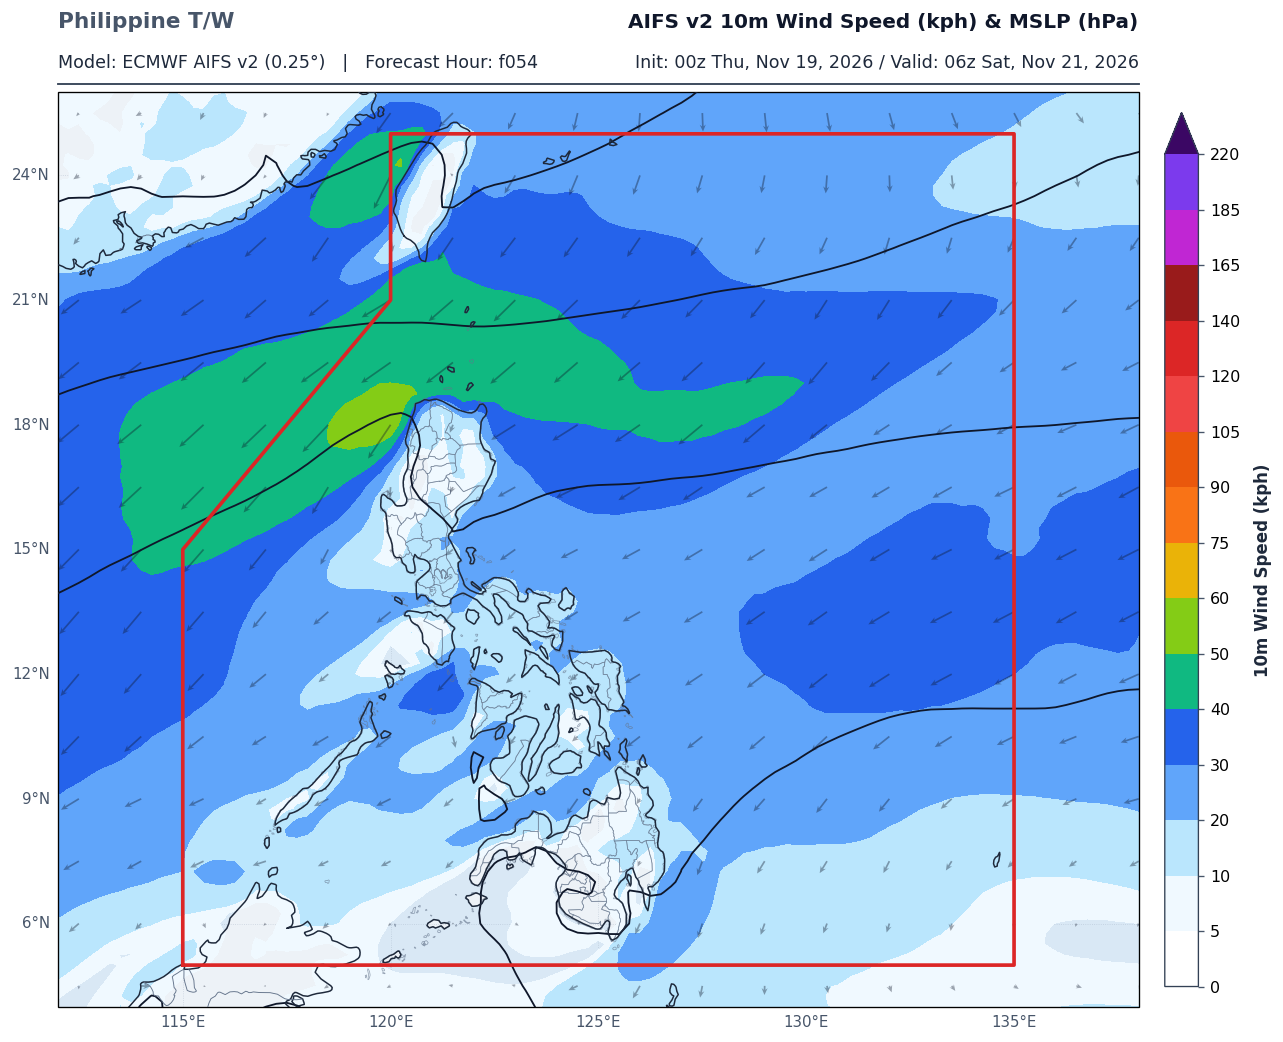 Philippine T/W
AIFS v2 10m Wind Speed (kph) & MSLP (hPa)
Model: ECMWF AIFS v2 (0.25°) | Forecast Hour: f054
Init: 00z Thu, Nov 19, 2026 / Valid: 06z Sat, Nov 21, 2026
24°N
21°N
18°N
15°N
12°N
9°N
6°N
115°E
120°E
125°E
130°E
135°E
220
185
165
140
120
105
90
75
60
50
40
30
20
10
5
0
10m Wind Speed (kph)